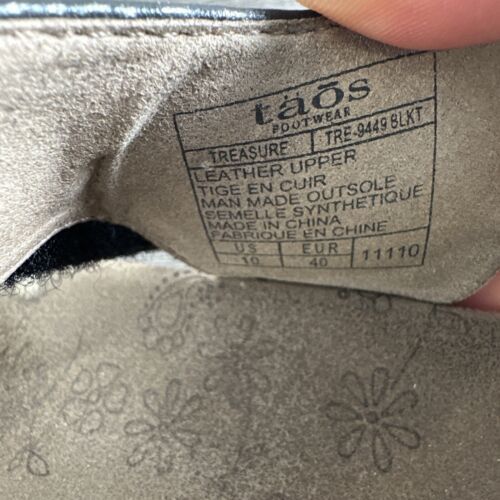 täōs
FOOTWEAR
TREASURE TRE-9449 BLKT
LEATHER UPPER
TIGE EN CUIR
MAN MADE OUTSOLE
SEMELLE SYNTHETIQUE
MADE IN CHINA
FABRIQUE EN CHINE
US EUR 11110
10 40